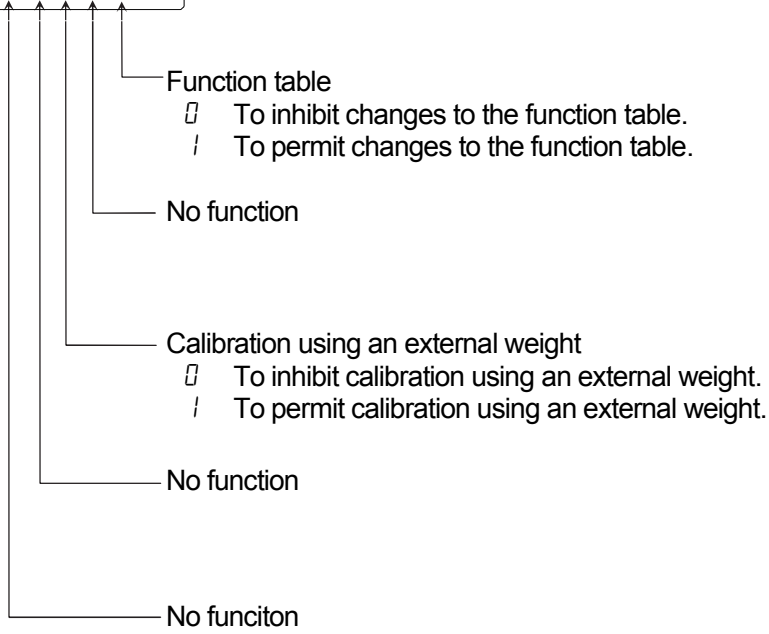 Function table
0 To inhibit changes to the function table.
1 To permit changes to the function table.
No function
Calibration using an external weight
0 To inhibit calibration using an external weight.
1 To permit calibration using an external weight.
No function
No funciton